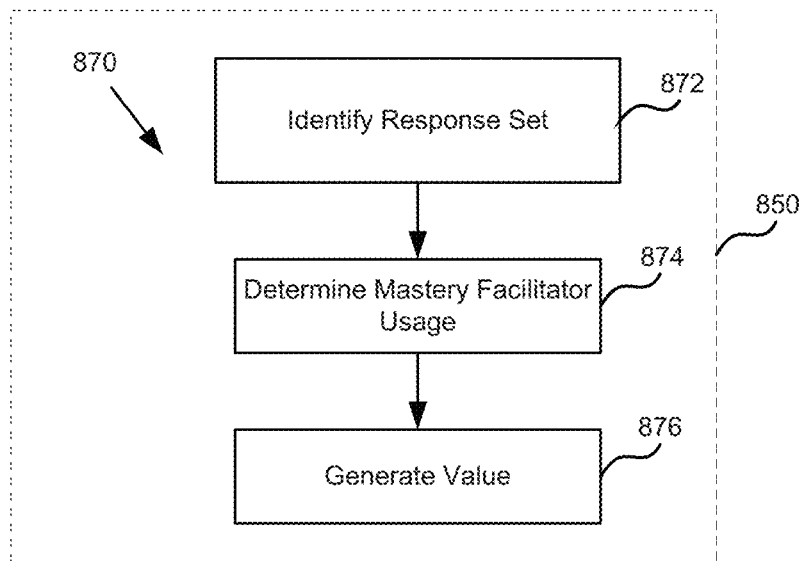 870
872
Identify Response Set
850
874
Determine Mastery Facilitator
Usage
876
Generate Value